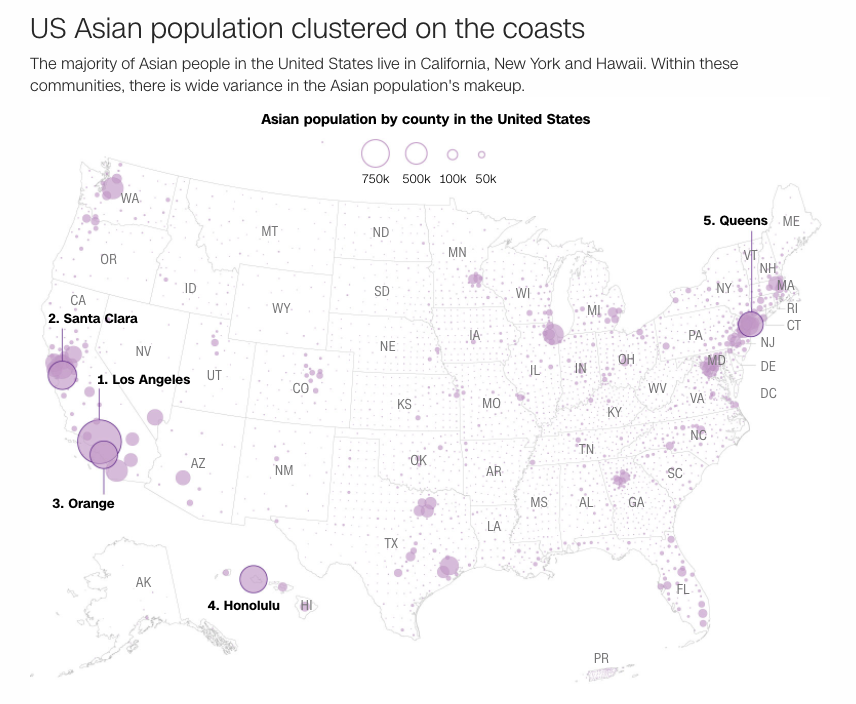 US Asian population clustered on the coasts
The majority of Asian people in the United States live in California, New York and Hawaii. Within these
communities, there is wide variance in the Asian population's makeup.
Asian population by county in the United States
750k 500k 100k 50k
WA
5. Queens
ME
MT
ND
OR
MN
VT
NH
ID
SD
WI
NY
MA
CA
WY
MI
RI
2. Santa Clara
CT
NV
NE
IA
PA
NJ
UT
IL
IN
OH
MD
DE
1. Los Angeles
CO
WV
DC
KS
MO
VA
KY
NC
AZ
NM
OK
AR
TN
SC
3. Orange
MS
AL
GA
LA
TX
AK
4. Honolulu
HI
FL
PR